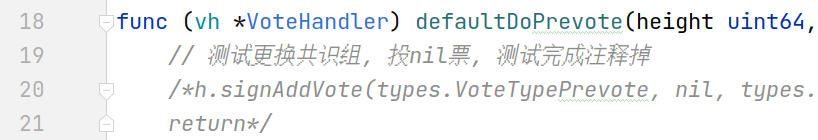 18 func (vh *VoteHandler) defaultDoPrevote(height uint64,
19 // 测试更换共识组, 投nil票, 测试完成注释掉
20 /*h.signAddVote(types.VoteTypePrevote, nil, types.
21 return*/